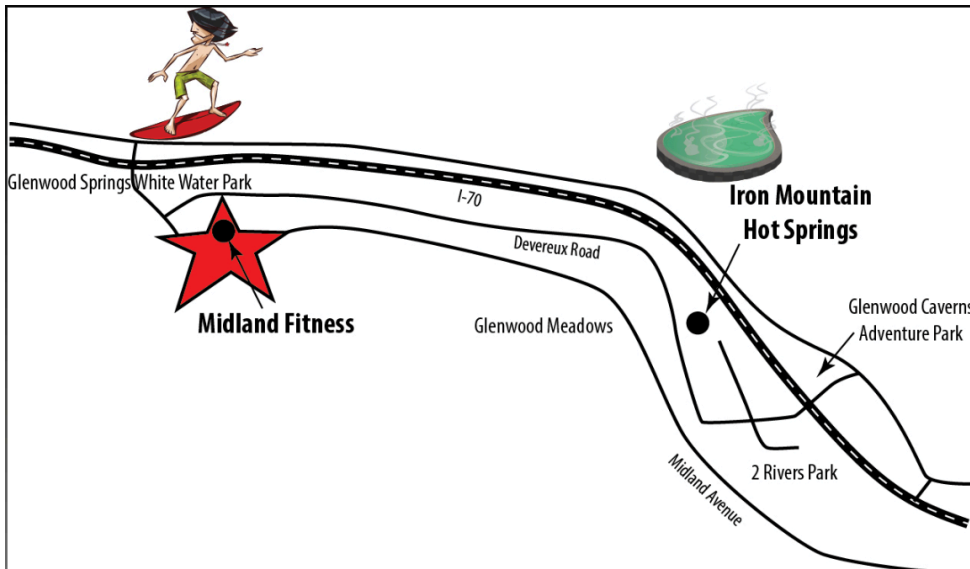 Glenwood Springs White Water Park
I-70
Iron Mountain
Hot Springs
Devereux Road
Glenwood Caverns
Adventure Park
Midland Fitness
Glenwood Meadows
2 Rivers Park
Midland Avenue